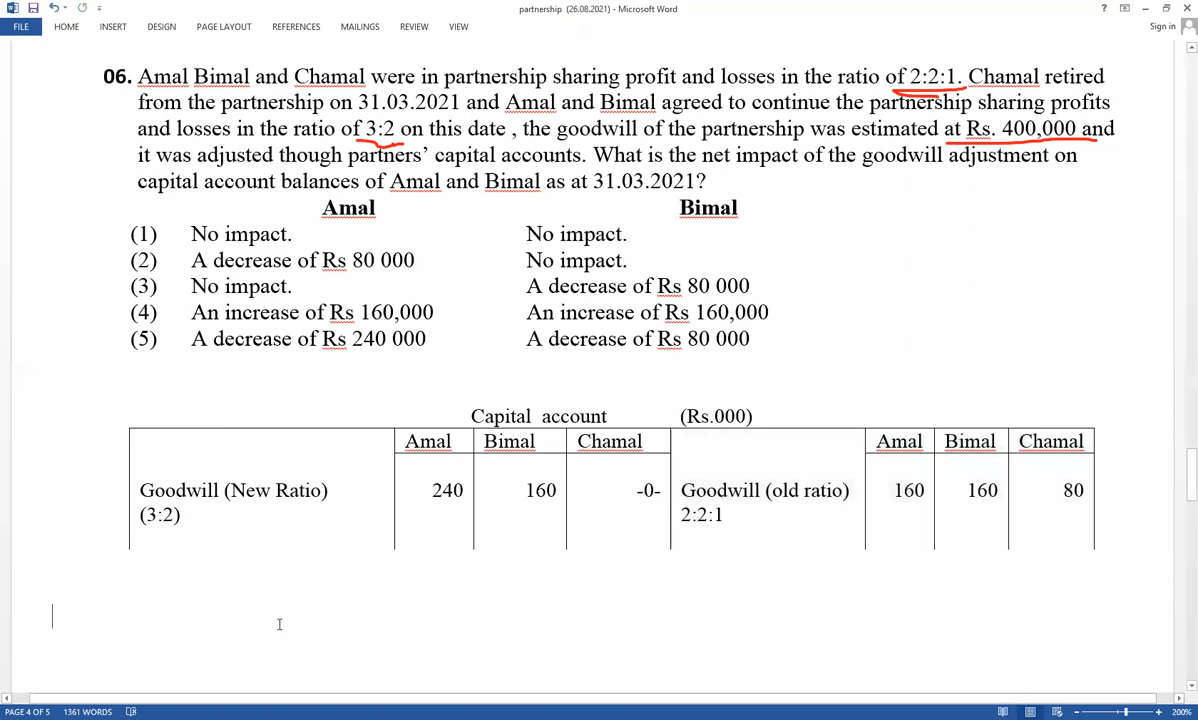 partnership (26.08.2021) - Microsoft Word
?
FILE HOME INSERT DESIGN PAGE LAYOUT REFERENCES MAILINGS REVIEW VIEW Sign in
06. Amal Bimal and Chamal were in partnership sharing profit and losses in the ratio of 2:2:1. Chamal retired
from the partnership on 31.03.2021 and Amal and Bimal agreed to continue the partnership sharing profits
and losses in the ratio of 3:2 on this date , the goodwill of the partnership was estimated at Rs. 400,000 and
it was adjusted though partners’ capital accounts. What is the net impact of the goodwill adjustment on
capital account balances of Amal and Bimal as at 31.03.2021?
Amal Bimal
(1) No impact. No impact.
(2) A decrease of Rs 80 000 No impact.
(3) No impact. A decrease of Rs 80 000
(4) An increase of Rs 160,000 An increase of Rs 160,000
(5) A decrease of Rs 240 000 A decrease of Rs 80 000
Capital account (Rs.000)
Amal Bimal Chamal Amal Bimal Chamal
Goodwill (New Ratio) 240 160 -0- Goodwill (old ratio) 160 160 80
(3:2) 2:2:1
PAGE 4 OF 5 1361 WORDS 200%